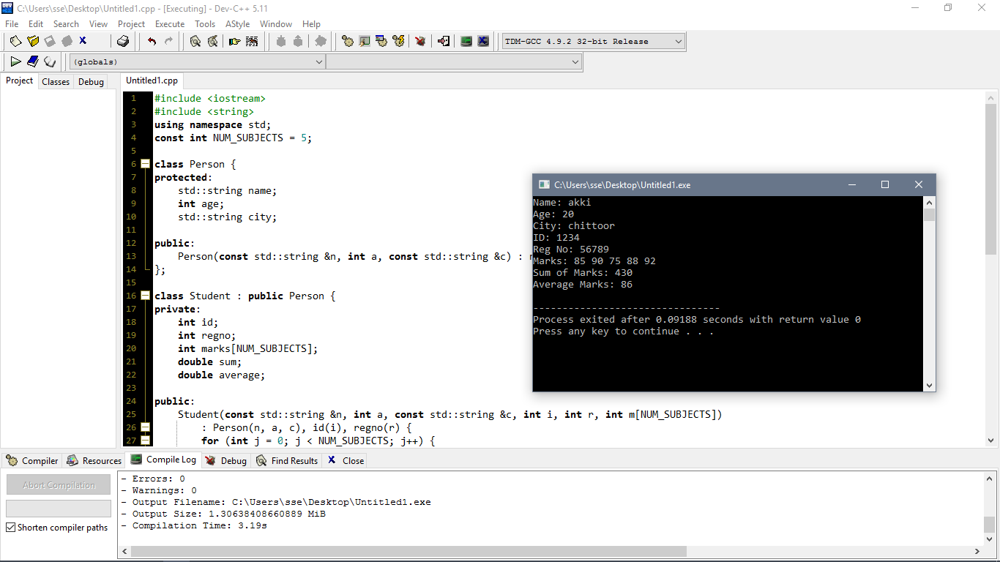 C:\Users\sse\Desktop\Untitled1.cpp - [Executing] - Dev-C++ 5.11
File Edit Search View Project Execute Tools AStyle Window Help
TDM-GCC 4.9.2 32-bit Release
(globals)
Project Classes Debug
Untitled1.cpp
1 #include <iostream>
2 #include <string>
3 using namespace std;
4 const int NUM_SUBJECTS = 5;
5
6 class Person {
7 protected:
8 std::string name;
9 int age;
10 std::string city;
11
12 public:
13 Person(const std::string &n, int a, const std::string &c) :
14 };
15
16 class Student : public Person {
17 private:
18 int id;
19 int regno;
20 int marks[NUM_SUBJECTS];
21 double sum;
22 double average;
23
24 public:
25 Student(const std::string &n, int a, const std::string &c, int i, int r, int m[NUM_SUBJECTS])
26 : Person(n, a, c), id(i), regno(r) {
27 for (int j = 0; j < NUM_SUBJECTS; j++) {
C:\Users\sse\Desktop\Untitled1.exe
Name: akki
Age: 20
City: chittoor
ID: 1234
Reg No: 56789
Marks: 85 90 75 88 92
Sum of Marks: 430
Average Marks: 86
--------------------------------
Process exited after 0.09188 seconds with return value 0
Press any key to continue . . .
Compiler Resources Compile Log Debug Find Results Close
Abort Compilation
Shorten compiler paths
- Errors: 0
- Warnings: 0
- Output Filename: C:\Users\sse\Desktop\Untitled1.exe
- Output Size: 1.30638408660889 MiB
- Compilation Time: 3.19s